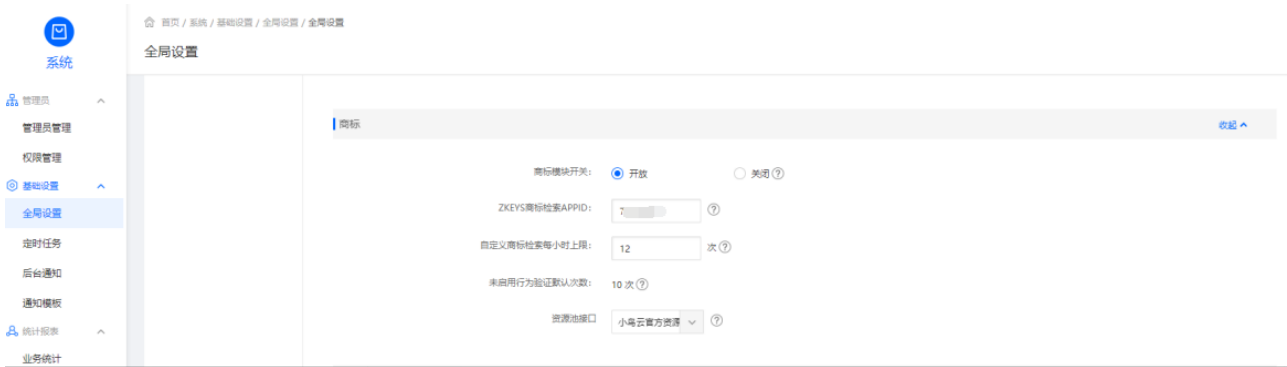 首页 / 系统 / 基础设置 / 全局设置 / 全局设置
系统
全局设置
管理员
管理员管理
权限管理
基础设置
全局设置
定时任务
后台通知
通知模板
统计报表
业务统计
商标
收起
商标模块开关: 开放 关闭 ?
ZKEYS商标检索APPID: 7 ?
自定义商标检索每小时上限: 12 次 ?
未启用行为验证默认次数: 10 次 ?
资源池接口 小鸟云官方资源 ?